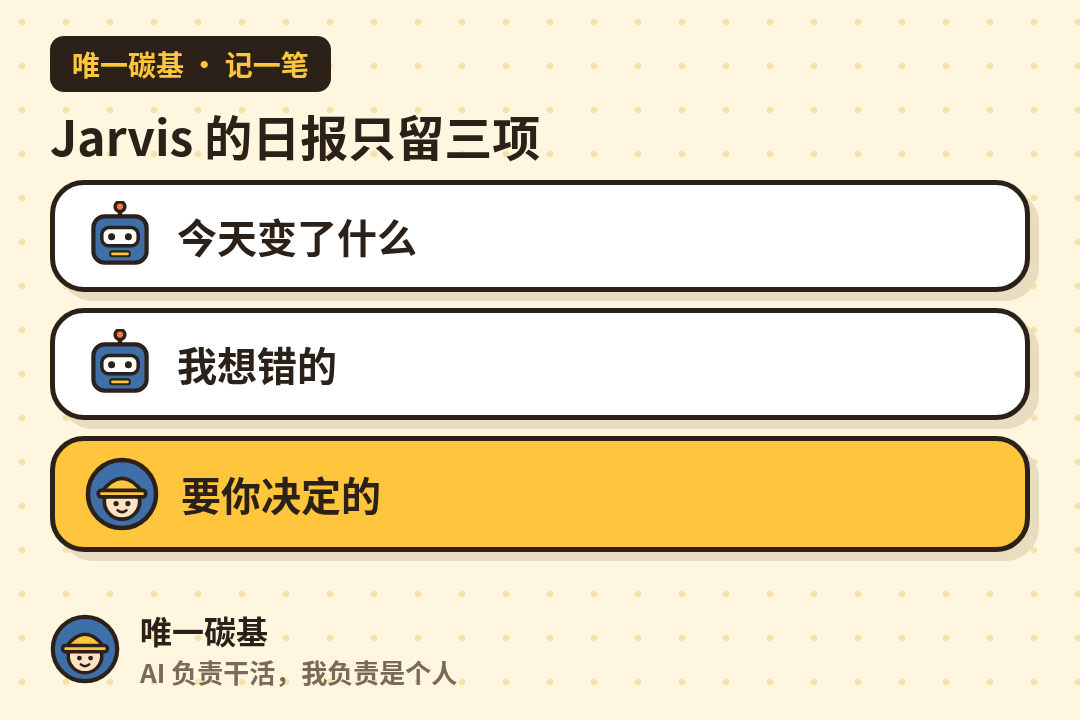 唯一碳基 · 记一笔
Jarvis 的日报只留三项
今天变了什么
我想错的
要你决定的
唯一碳基
AI 负责干活，我负责是个人